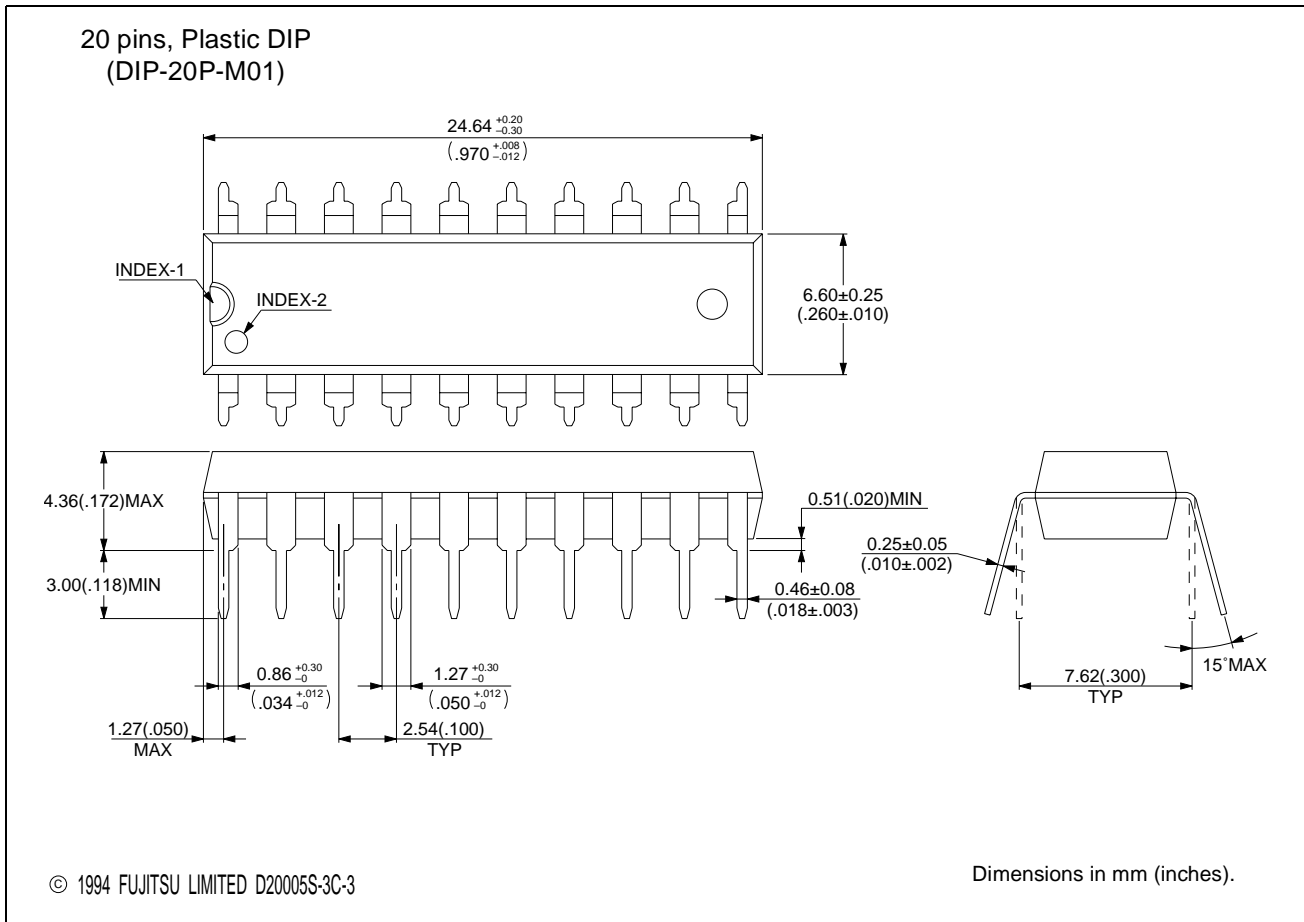 20 pins, Plastic DIP
(DIP-20P-M01)
24.64 +0.20 –0.30
(.970 +.008 –.012)
INDEX-1
INDEX-2
6.60±0.25
(.260±.010)
4.36(.172)MAX
0.51(.020)MIN
0.25±0.05
(.010±.002)
3.00(.118)MIN
0.46±0.08
(.018±.003)
0.86 +0.30 –0
(.034 +.012 –0)
1.27 +0.30 –0
(.050 +.012 –0)
15°MAX
7.62(.300)
TYP
1.27(.050)
MAX
2.54(.100)
TYP
© 1994 FUJITSU LIMITED D20005S-3C-3
Dimensions in mm (inches).